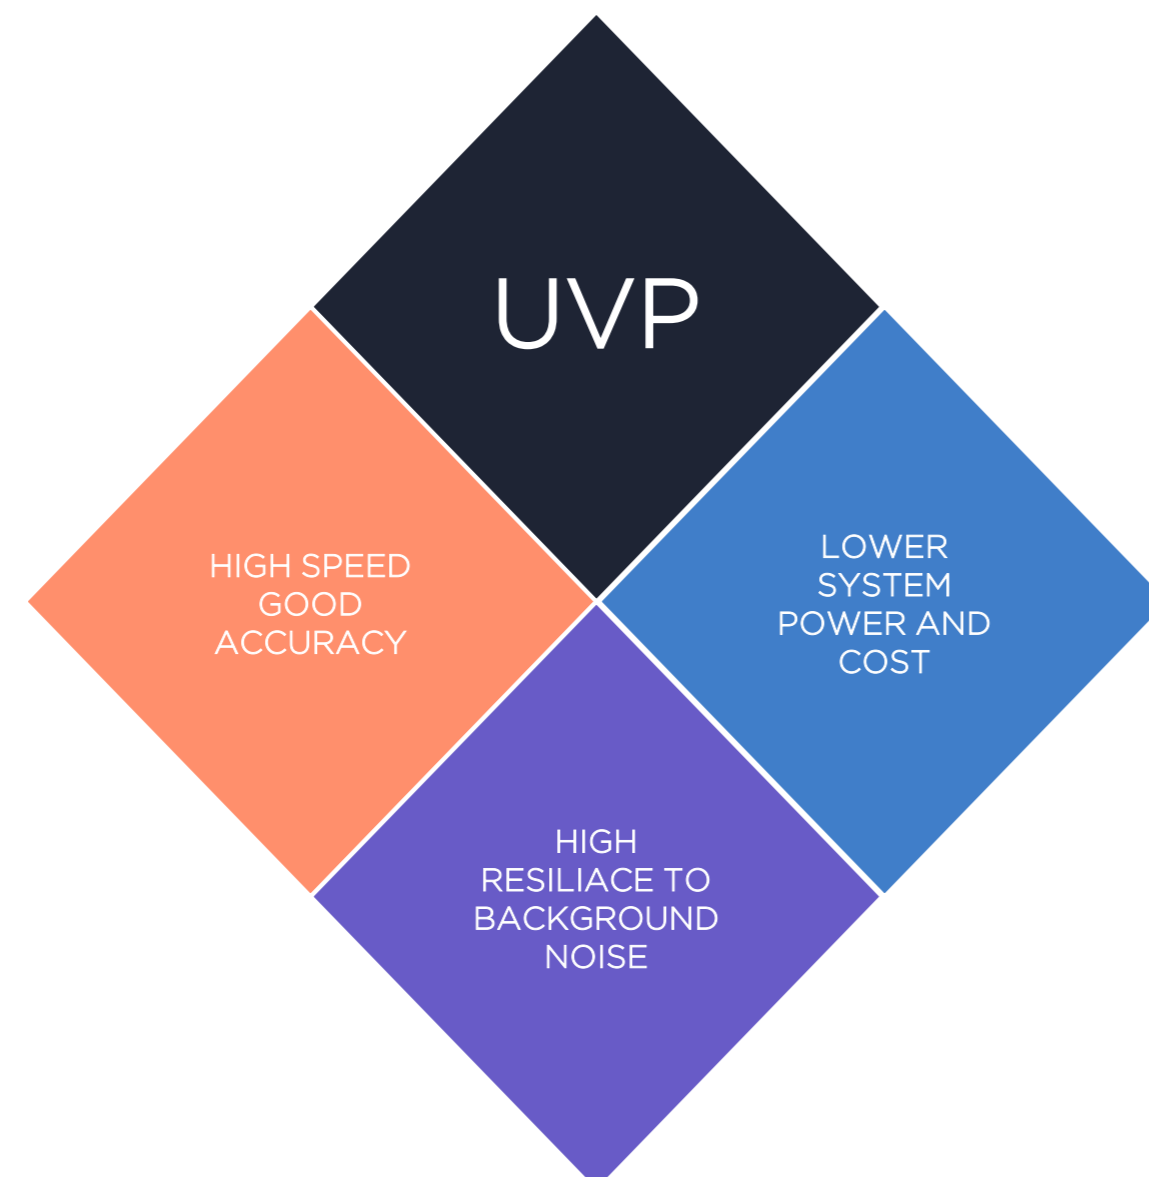 UVP
HIGH SPEED
GOOD
ACCURACY
LOWER
SYSTEM
POWER AND
COST
HIGH
RESILIACE TO
BACKGROUND
NOISE